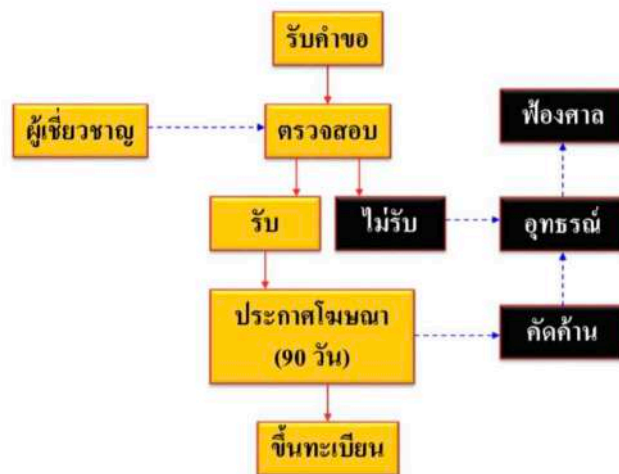 รับคำขอ
ผู้เชี่ยวชาญ
ตรวจสอบ
ฟ้องศาล
รับ
ไม่รับ
อุทธรณ์
ประกาศโฆษณา
(90 วัน)
คัดค้าน
ขึ้นทะเบียน